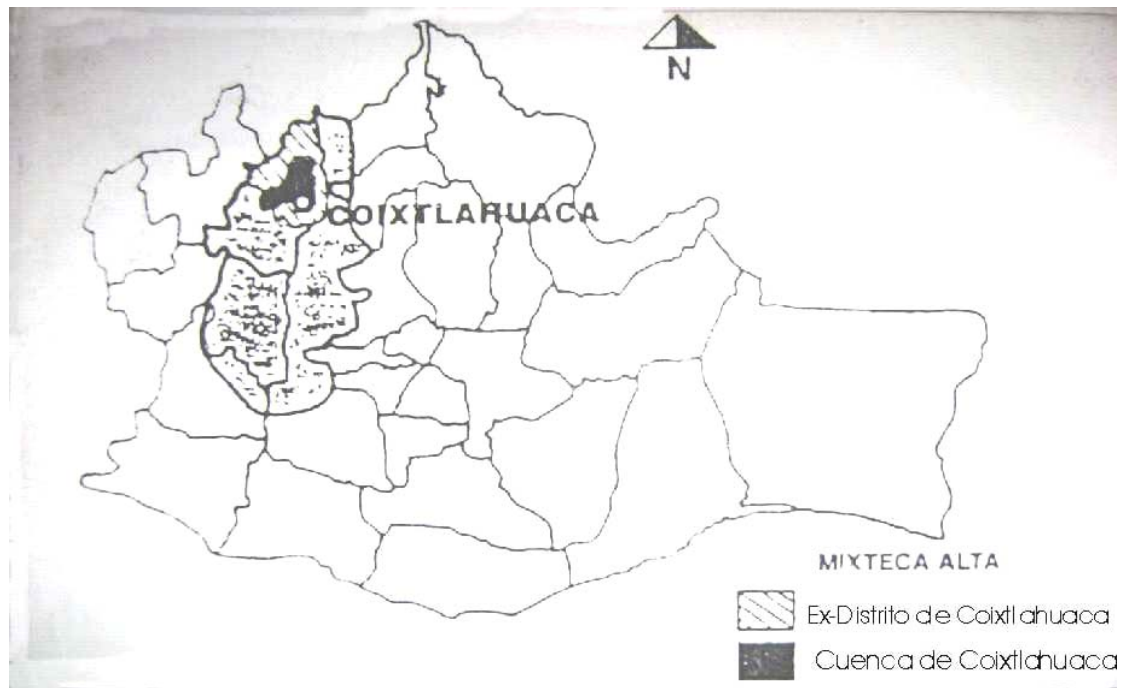 N
COIXTLAHUACA
MIXTECA ALTA
Ex-Distrito de Coixtlahuaca
Cuenca de Coixtlahuaca